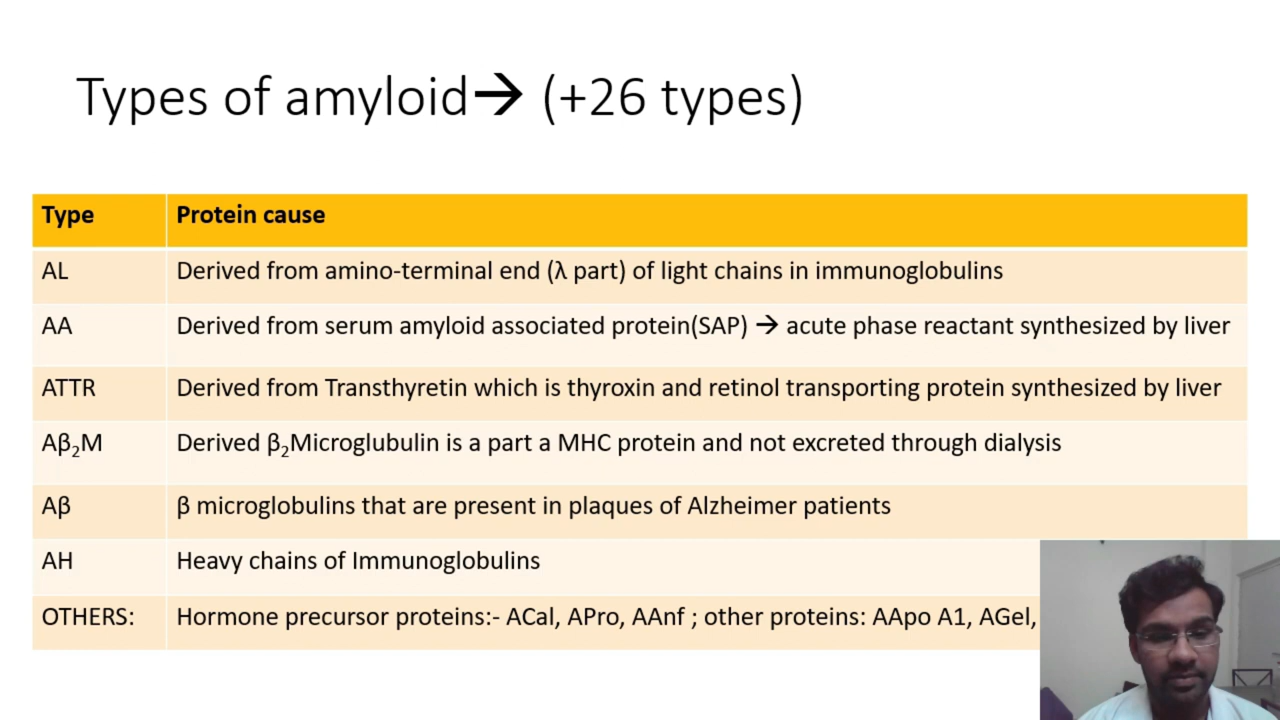 Types of amyloid→ (+26 types)
Type Protein cause
AL Derived from amino-terminal end (λ part) of light chains in immunoglobulins
AA Derived from serum amyloid associated protein(SAP) → acute phase reactant synthesized by liver
ATTR Derived from Transthyretin which is thyroxin and retinol transporting protein synthesized by liver
Aβ₂M Derived β₂Microglubulin is a part a MHC protein and not excreted through dialysis
Aβ β microglobulins that are present in plaques of Alzheimer patients
AH Heavy chains of Immunoglobulins
OTHERS: Hormone precursor proteins:- ACal, APro, AAnf ; other proteins: AApo A1, AGel,